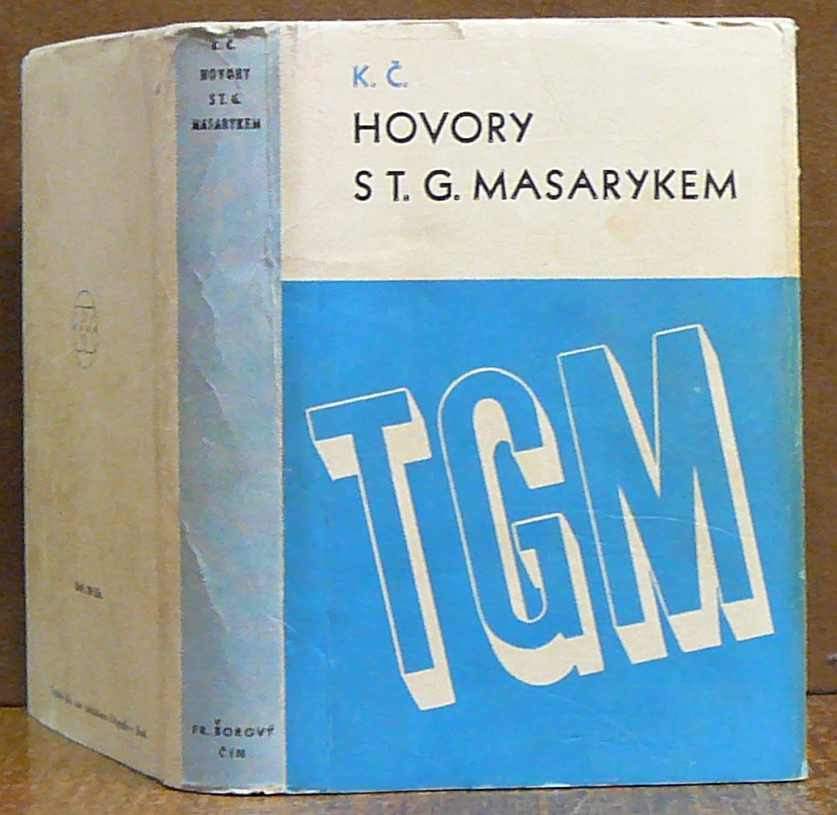 K. Č.
HOVORY
S T. G. MASARYKEM
TGM
K. Č.
HOVORY
S T. G.
MASARYKEM
FR. BOROVÝ
ČIN